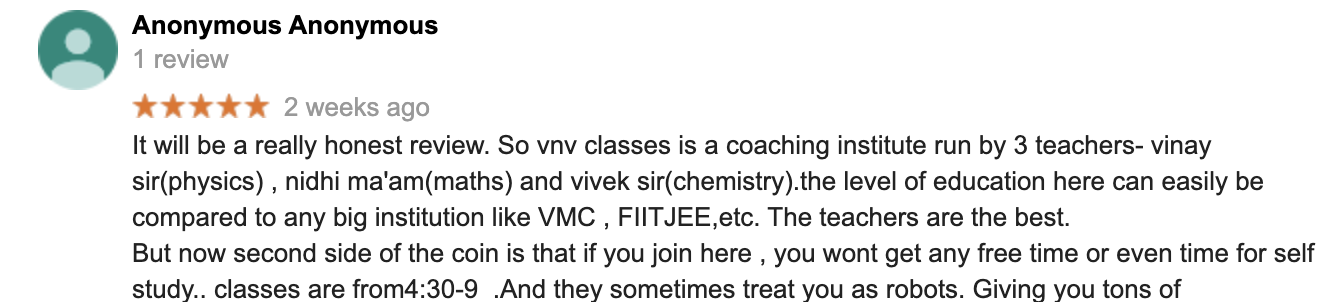 Anonymous Anonymous
1 review
2 weeks ago
It will be a really honest review. So vnv classes is a coaching institute run by 3 teachers- vinay
sir(physics) , nidhi ma'am(maths) and vivek sir(chemistry).the level of education here can easily be
compared to any big institution like VMC , FIITJEE,etc. The teachers are the best.
But now second side of the coin is that if you join here , you wont get any free time or even time for self
study.. classes are from4:30-9  .And they sometimes treat you as robots. Giving you tons of